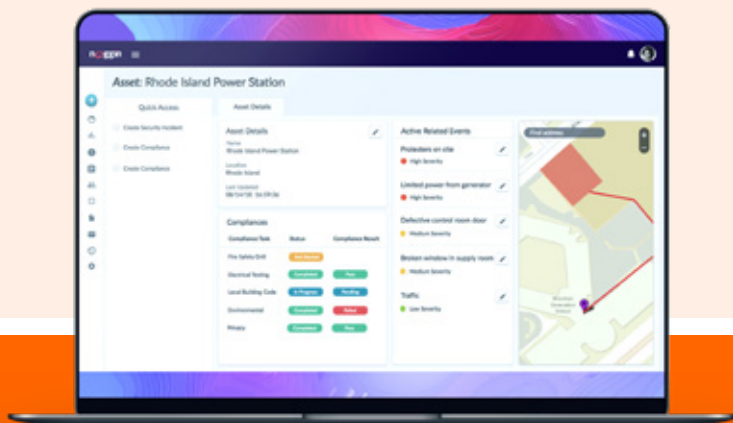 Asset: Rhode Island Power Station
Quick Access
Asset Details
Create Security Incident
Create Compliance
Create Compliance
Asset Details
Name
Rhode Island Power Station
Location
Rhode Island
Last Updated
Compliances
Compliance Task Status Compliance Result
Fire Safety Drill Not Started
Electrical Testing Completed Pass
Local Building Code In Progress Pending
Environmental Completed Failed
Privacy Completed Pass
Active Related Events
Protesters on site
High Severity
Limited power from generator
High Severity
Defective control room door
Medium Severity
Broken window in supply room
Medium Severity
Traffic
Low Severity
Find address